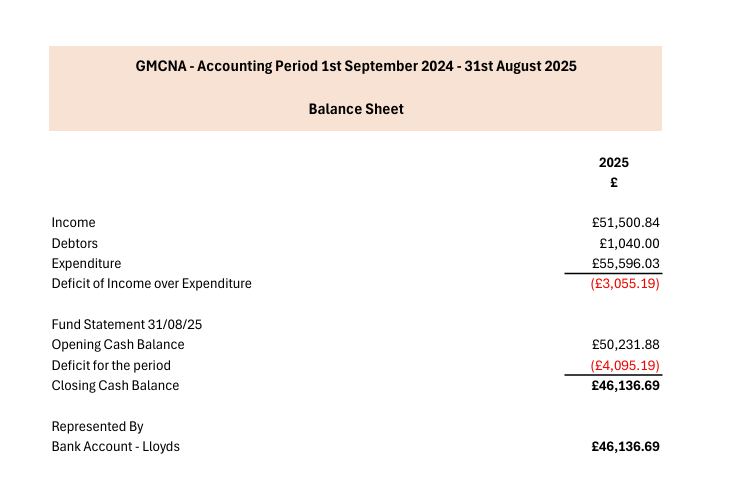 GMCNA - Accounting Period 1st September 2024 - 31st August 2025
Balance Sheet
2025
£
Income £51,500.84
Debtors £1,040.00
Expenditure £55,596.03
Deficit of Income over Expenditure (£3,055.19)
Fund Statement 31/08/25
Opening Cash Balance £50,231.88
Deficit for the period (£4,095.19)
Closing Cash Balance £46,136.69
Represented By
Bank Account - Lloyds £46,136.69